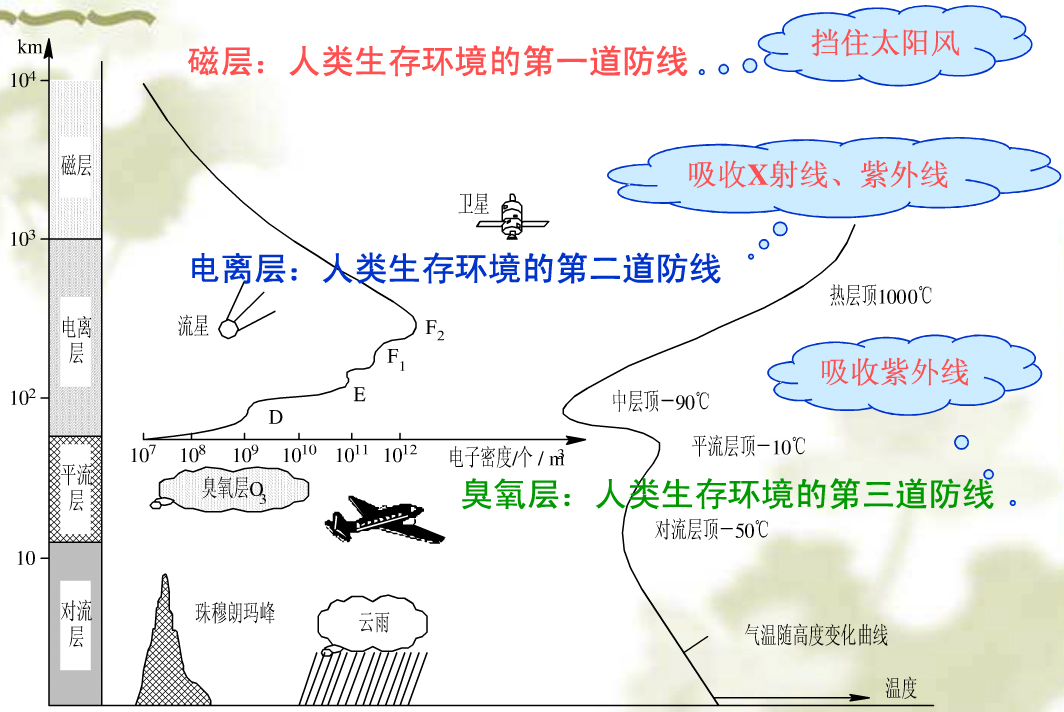 km
磁层：人类生存环境的第一道防线
挡住太阳风
10⁴
磁层
吸收X射线、紫外线
卫星
10³
电离层：人类生存环境的第二道防线
热层顶1000℃
流星
电离
层
F₂
F₁
吸收紫外线
E
10²
中层顶－90℃
D
10⁷ 10⁸ 10⁹ 10¹⁰ 10¹¹ 10¹² 电子密度/个 / m³
平流层顶－10℃
平流
层
臭氧层O₃
臭氧层：人类生存环境的第三道防线
对流层顶－50℃
10
对流
层
珠穆朗玛峰
云雨
气温随高度变化曲线
温度